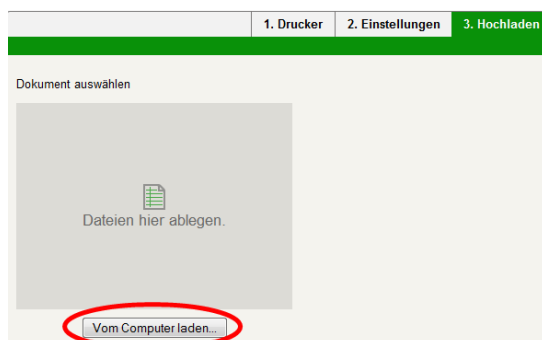 1. Drucker 2. Einstellungen 3. Hochladen
Dokument auswählen
Dateien hier ablegen.
Vom Computer laden...